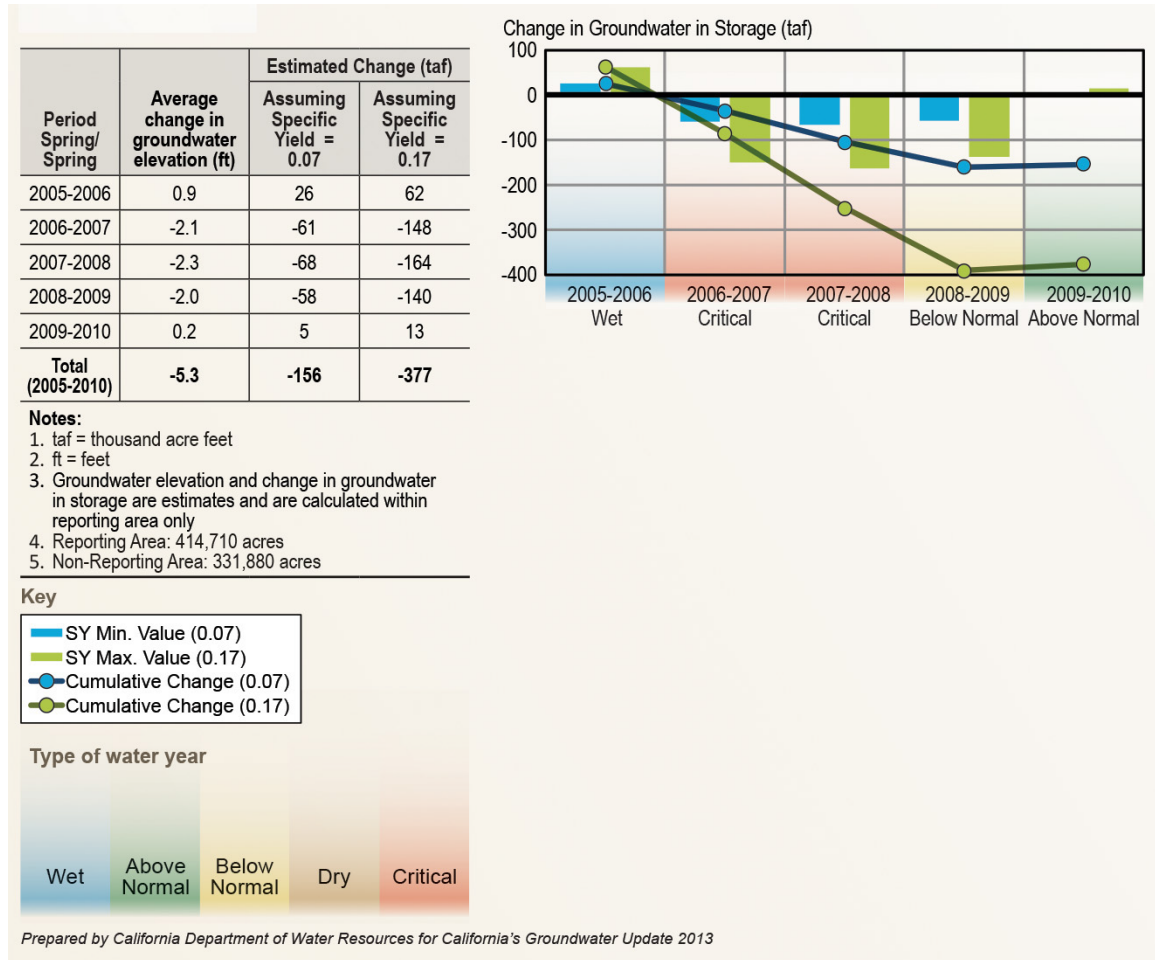 Estimated Change (taf)
Period Spring/ Spring
Average change in groundwater elevation (ft)
Assuming Specific Yield = 0.07
Assuming Specific Yield = 0.17
2005-2006 0.9 26 62
2006-2007 -2.1 -61 -148
2007-2008 -2.3 -68 -164
2008-2009 -2.0 -58 -140
2009-2010 0.2 5 13
Total (2005-2010) -5.3 -156 -377
Notes:
1. taf = thousand acre feet
2. ft = feet
3. Groundwater elevation and change in groundwater
in storage are estimates and are calculated within
reporting area only
4. Reporting Area: 414,710 acres
5. Non-Reporting Area: 331,880 acres
Key
SY Min. Value (0.07)
SY Max. Value (0.17)
Cumulative Change (0.07)
Cumulative Change (0.17)
Type of water year
Wet
Above Normal
Below Normal
Dry
Critical
Change in Groundwater in Storage (taf)
100
0
-100
-200
-300
-400
2005-2006 2006-2007 2007-2008 2008-2009 2009-2010
Wet Critical Critical Below Normal Above Normal
Prepared by California Department of Water Resources for California's Groundwater Update 2013